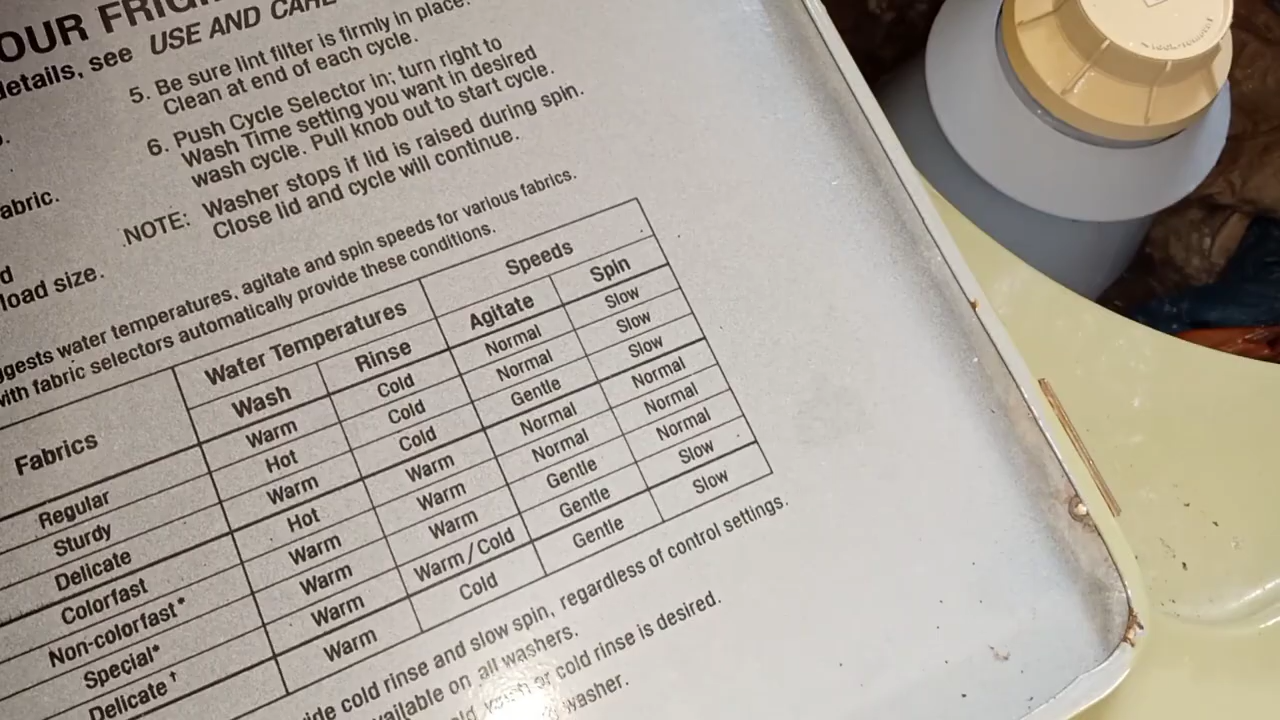 OUR FRIG
details, see USE AND CARE
5. Be sure lint filter is firmly in place.
Clean at end of each cycle.
6. Push Cycle Selector in; turn right to
Wash Time setting you want in desired
wash cycle. Pull knob out to start cycle.
abric.
NOTE: Washer stops if lid is raised during spin.
Close lid and cycle will continue.
d
load size.
ggests water temperatures, agitate and spin speeds for various fabrics.
with fabric selectors automatically provide these conditions.
Fabrics Water Temperatures Speeds
Wash Rinse Agitate Spin
Regular Warm Cold Normal Slow
Sturdy Hot Cold Normal Slow
Delicate Warm Cold Gentle Slow
Colorfast Hot Warm Normal Normal
Non-colorfast* Warm Warm Normal Normal
Special* Warm Warm Gentle Normal
Delicate † Warm Warm/Cold Gentle Slow
Warm Cold Gentle Slow
ide cold rinse and slow spin, regardless of control settings.
vailable on all washers.
or cold rinse is desired.
washer.